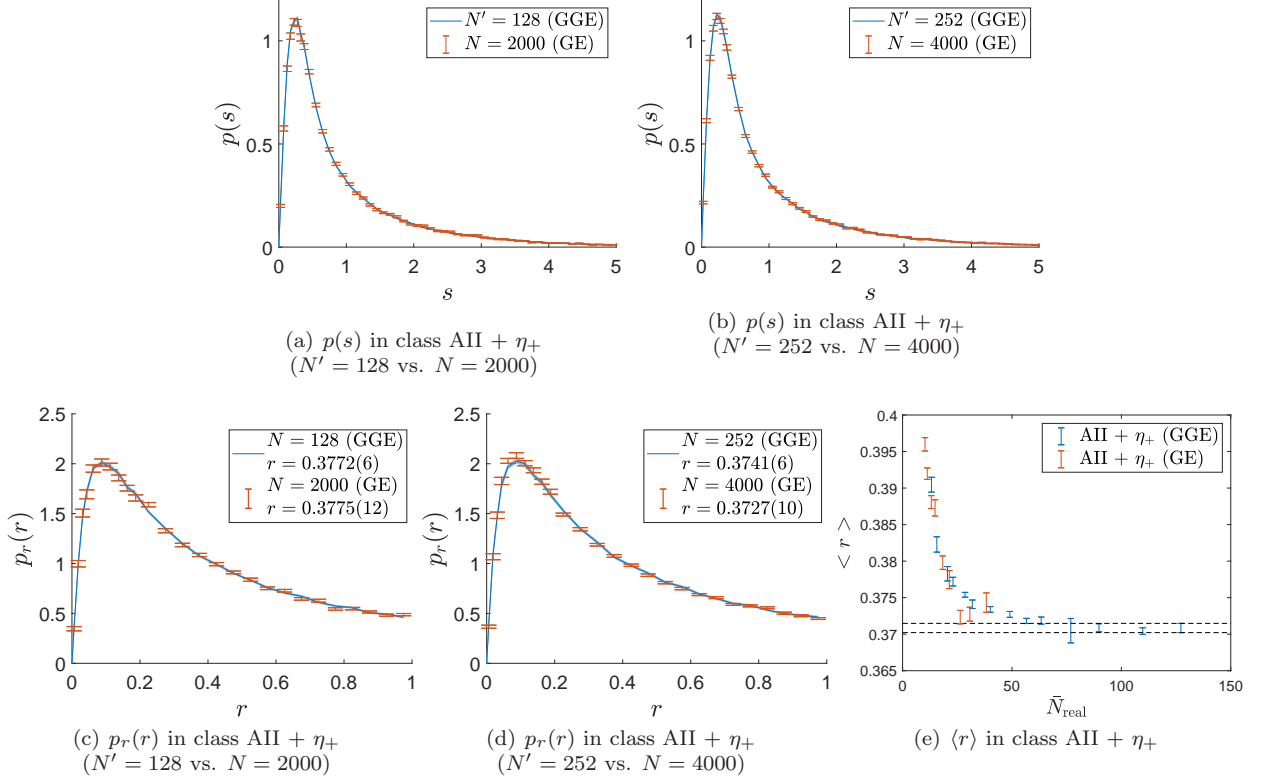 N′ = 128 (GGE)
N = 2000 (GE)
1
0.5
0
p(s)
0 1 2 3 4 5
s
(a) p(s) in class AII + η₊
(N′ = 128 vs. N = 2000)
N′ = 252 (GGE)
N = 4000 (GE)
1
0.5
0
p(s)
0 1 2 3 4 5
s
(b) p(s) in class AII + η₊
(N′ = 252 vs. N = 4000)
N = 128 (GGE)
r = 0.3772(6)
N = 2000 (GE)
r = 0.3775(12)
2.5
2
1.5
1
0.5
0
pᵣ(r)
0 0.2 0.4 0.6 0.8 1
r
(c) pᵣ(r) in class AII + η₊
(N′ = 128 vs. N = 2000)
N = 252 (GGE)
r = 0.3741(6)
N = 4000 (GE)
r = 0.3727(10)
2.5
2
1.5
1
0.5
0
pᵣ(r)
0 0.2 0.4 0.6 0.8 1
r
(d) pᵣ(r) in class AII + η₊
(N′ = 252 vs. N = 4000)
AII + η₊ (GGE)
AII + η₊ (GE)
0.4
0.395
0.39
0.385
0.38
0.375
0.37
0.365
< r >
0 50 100 150
N̄real
(e) ⟨r⟩ in class AII + η₊